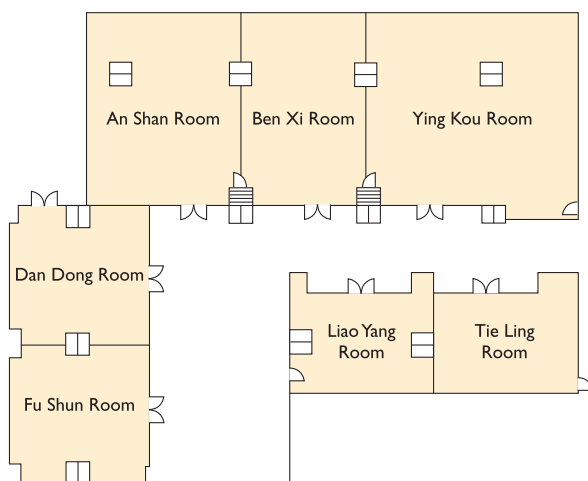 An Shan Room
Ben Xi Room
Ying Kou Room
Dan Dong Room
Liao Yang
Room
Tie Ling
Room
Fu Shun Room